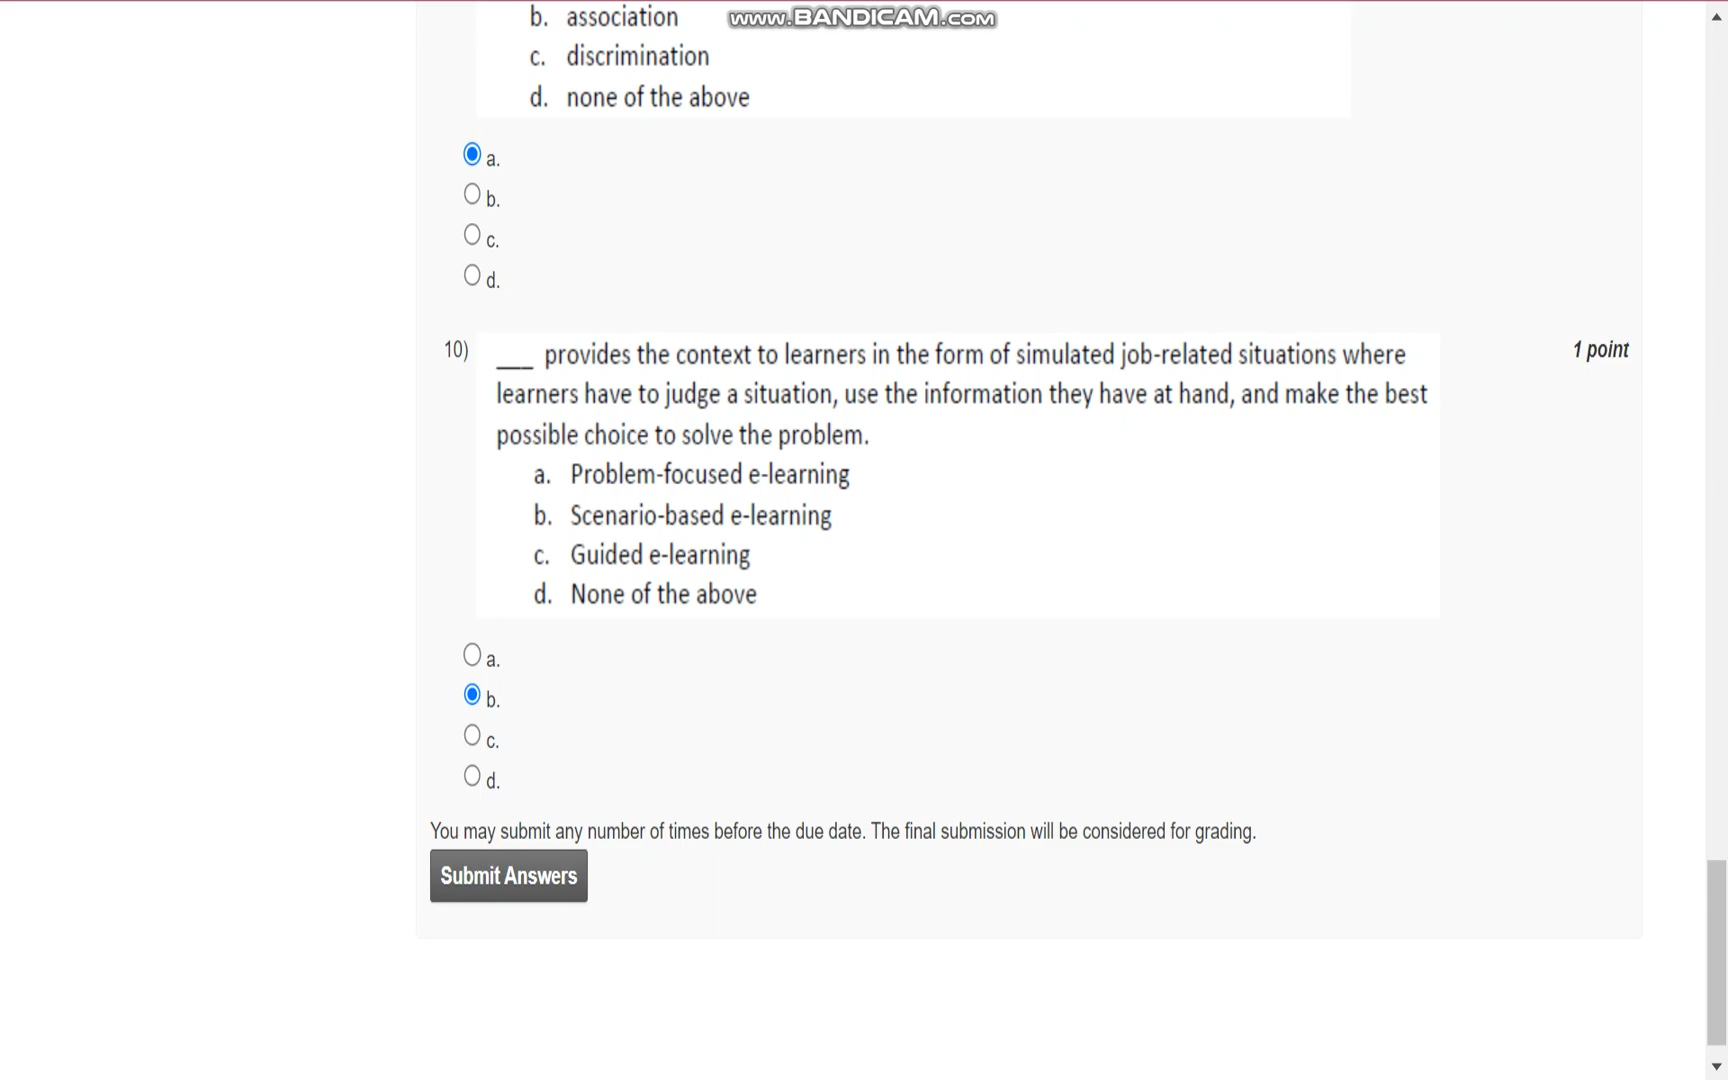 b. association
www.BANDICAM.com
c. discrimination
d. none of the above
a.
b.
c.
d.
10)
___ provides the context to learners in the form of simulated job-related situations where
1 point
learners have to judge a situation, use the information they have at hand, and make the best
possible choice to solve the problem.
a. Problem-focused e-learning
b. Scenario-based e-learning
c. Guided e-learning
d. None of the above
a.
b.
c.
d.
You may submit any number of times before the due date. The final submission will be considered for grading.
Submit Answers